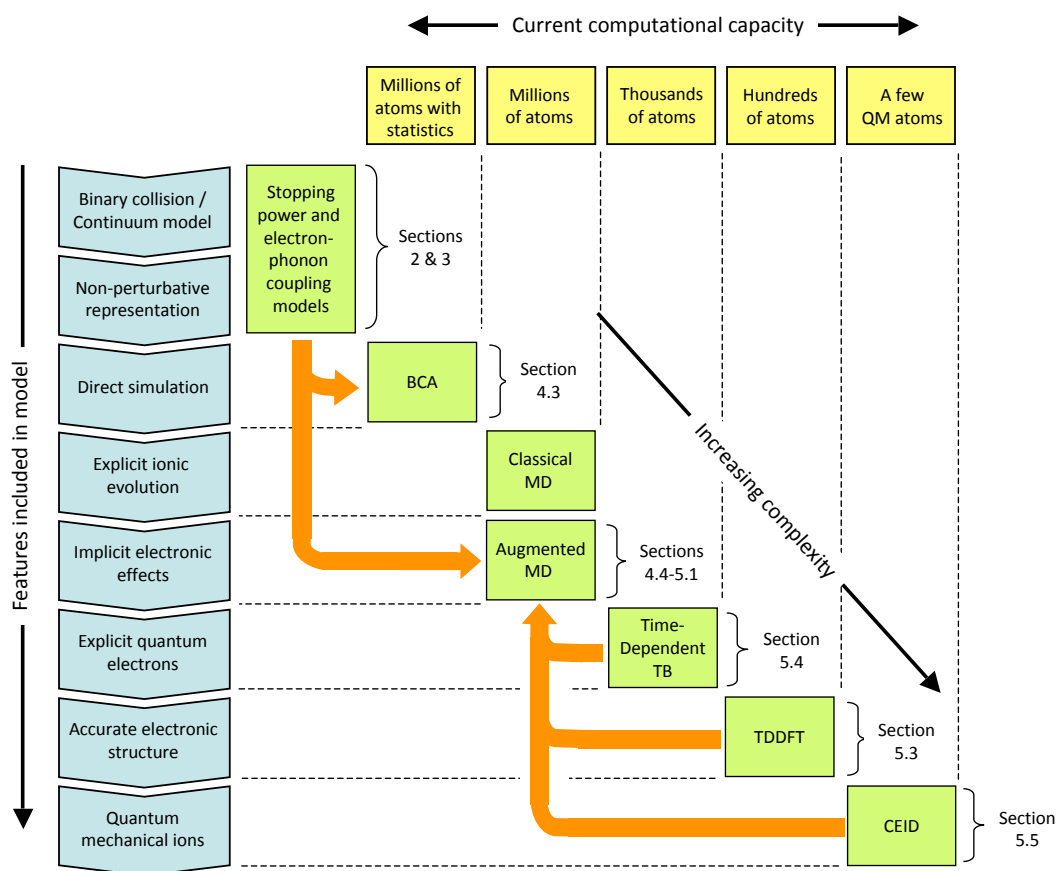 Current computational capacity
Millions of
atoms with
statistics
Millions
of atoms
Thousands
of atoms
Hundreds
of atoms
A few
QM atoms
Features included in model
Binary collision /
Continuum model
Non-perturbative
representation
Direct simulation
Explicit ionic
evolution
Implicit electronic
effects
Explicit quantum
electrons
Accurate electronic
structure
Quantum
mechanical ions
Stopping
power and
electron-
phonon
coupling
models
Sections
2 & 3
BCA
Section
4.3
Classical
MD
Augmented
MD
Sections
4.4-5.1
Time-
Dependent
TB
Section
5.4
TDDFT
Section
5.3
CEID
Section
5.5
Increasing complexity